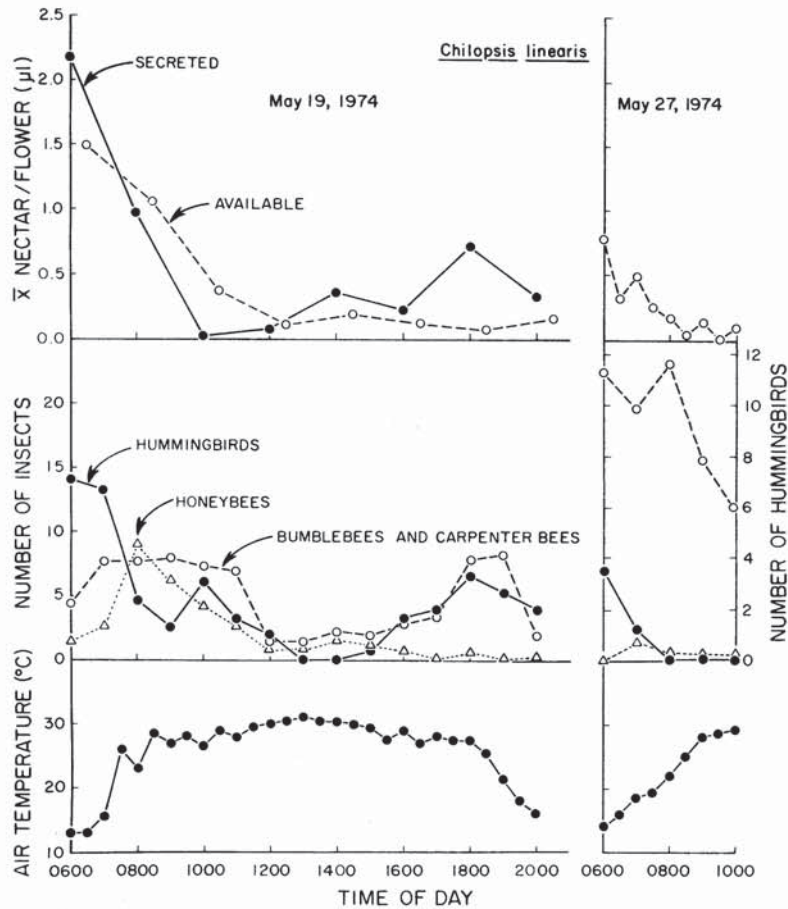 Chilopsis linearis
May 19, 1974
May 27, 1974
SECRETED
AVAILABLE
X̄ NECTAR/FLOWER (μl)
2.5
2.0
1.5
1.0
0.5
0.0
HUMMINGBIRDS
HONEYBEES
BUMBLEBEES AND CARPENTER BEES
NUMBER OF INSECTS
20
15
10
5
0
12
10
8
6
4
2
0
NUMBER OF HUMMINGBIRDS
AIR TEMPERATURE (°C)
30
20
10
0600 0800 1000 1200 1400 1600 1800 2000
0600 0800 1000
TIME OF DAY